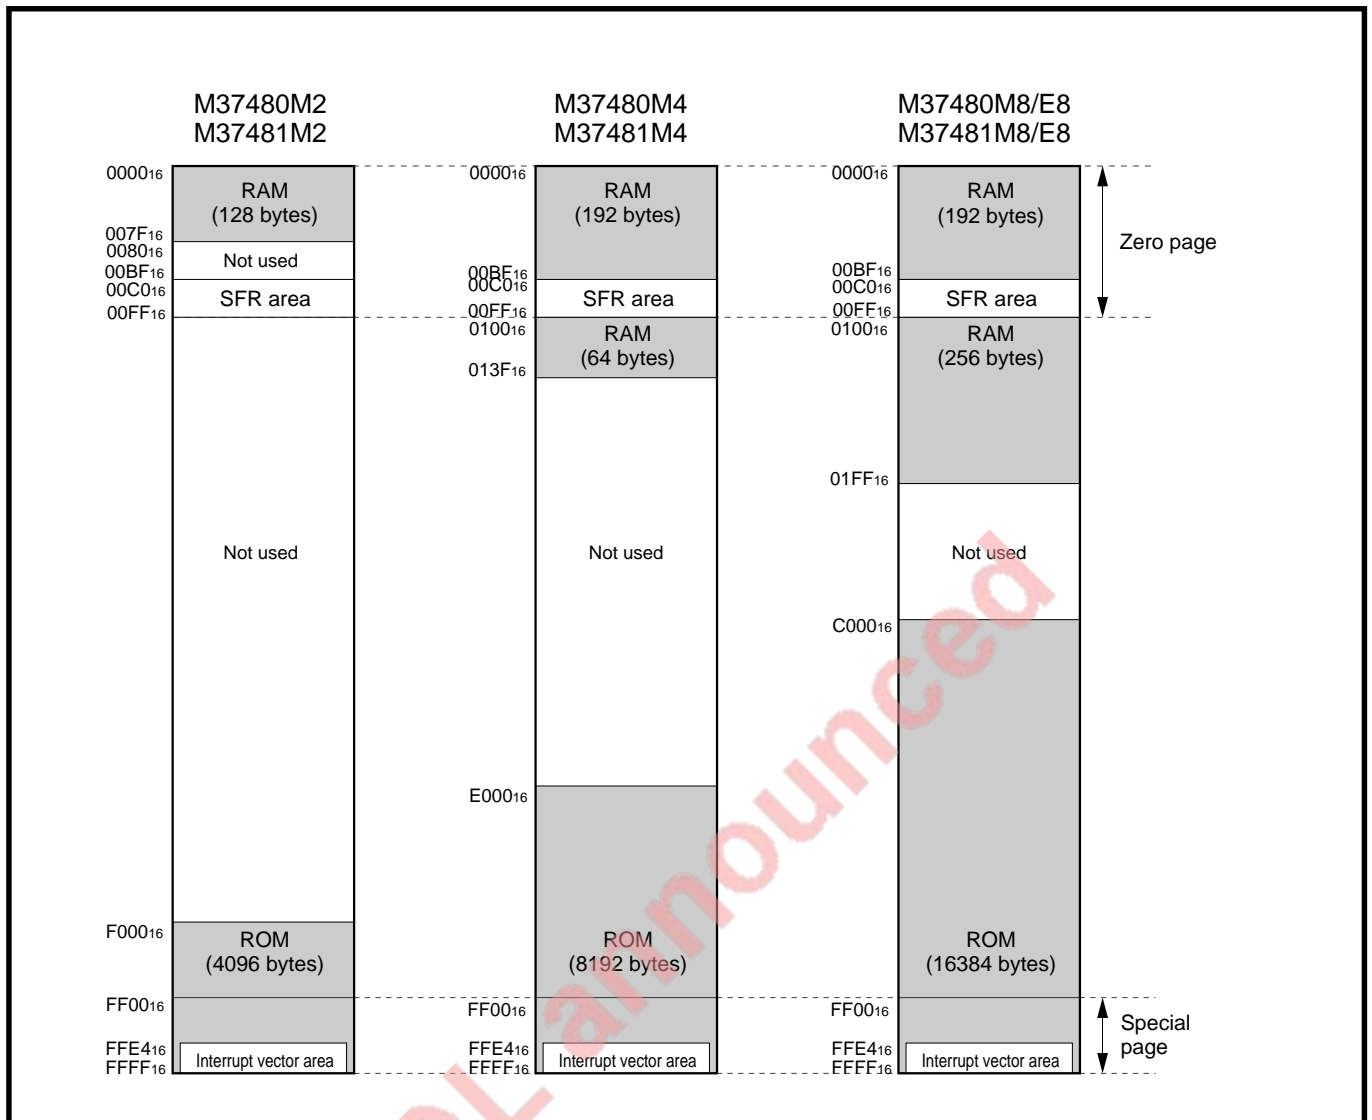 M37480M2
M37481M2
000016
RAM
(128 bytes)
007F16
008016
Not used
00BF16
00C016
SFR area
00FF16
Not used
F00016
ROM
(4096 bytes)
FF0016
FFE416
Interrupt vector area
FFFF16
M37480M4
M37481M4
000016
RAM
(192 bytes)
00BF16
00C016
SFR area
00FF16
010016
RAM
(64 bytes)
013F16
Not used
E00016
ROM
(8192 bytes)
FF0016
FFE416
Interrupt vector area
FFFF16
M37480M8/E8
M37481M8/E8
000016
RAM
(192 bytes)
00BF16
00C016
SFR area
00FF16
010016
RAM
(256 bytes)
01FF16
Not used
C00016
ROM
(16384 bytes)
FF0016
FFE416
Interrupt vector area
FFFF16
Zero page
Special
page
OL announced